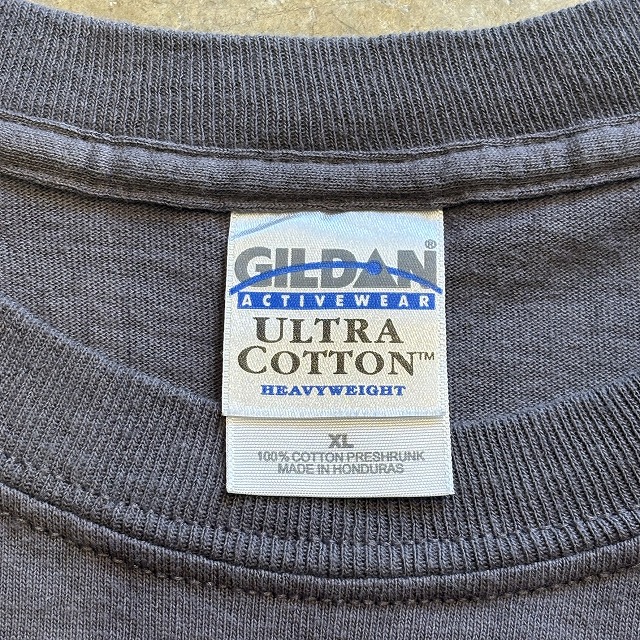 GILDAN®
ACTIVEWEAR
ULTRA
COTTON™
HEAVYWEIGHT
XL
100% COTTON PRESHRUNK
MADE IN HONDURAS